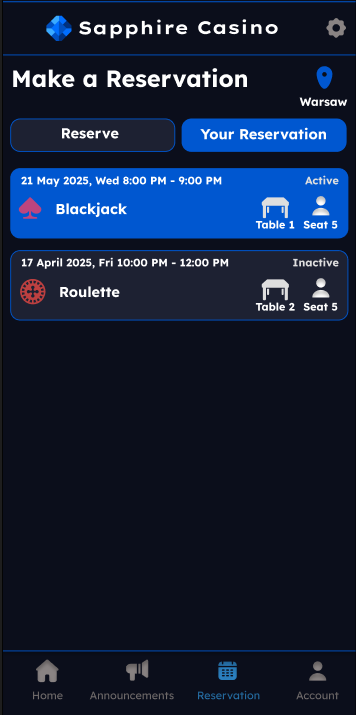 Sapphire Casino
Make a Reservation
Warsaw
Reserve
Your Reservation
21 May 2025, Wed 8:00 PM - 9:00 PM
Active
Blackjack
Table 1
Seat 5
17 April 2025, Fri 10:00 PM - 12:00 PM
Inactive
Roulette
Table 2
Seat 5
Home
Announcements
Reservation
Account